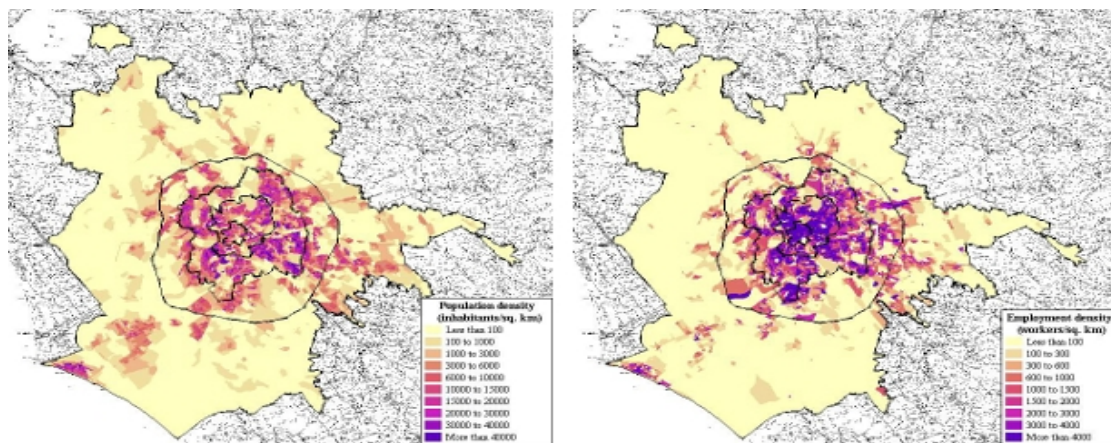 Population density
(inhabitants/sq. km)
Less than 100
100 to 1000
1000 to 3000
3000 to 6000
6000 to 10000
10000 to 15000
15000 to 20000
20000 to 30000
30000 to 40000
More than 40000
Employment density
(workers/sq. km)
Less than 100
100 to 300
300 to 600
600 to 1000
1000 to 1500
1500 to 2000
2000 to 3000
3000 to 4000
More than 4000